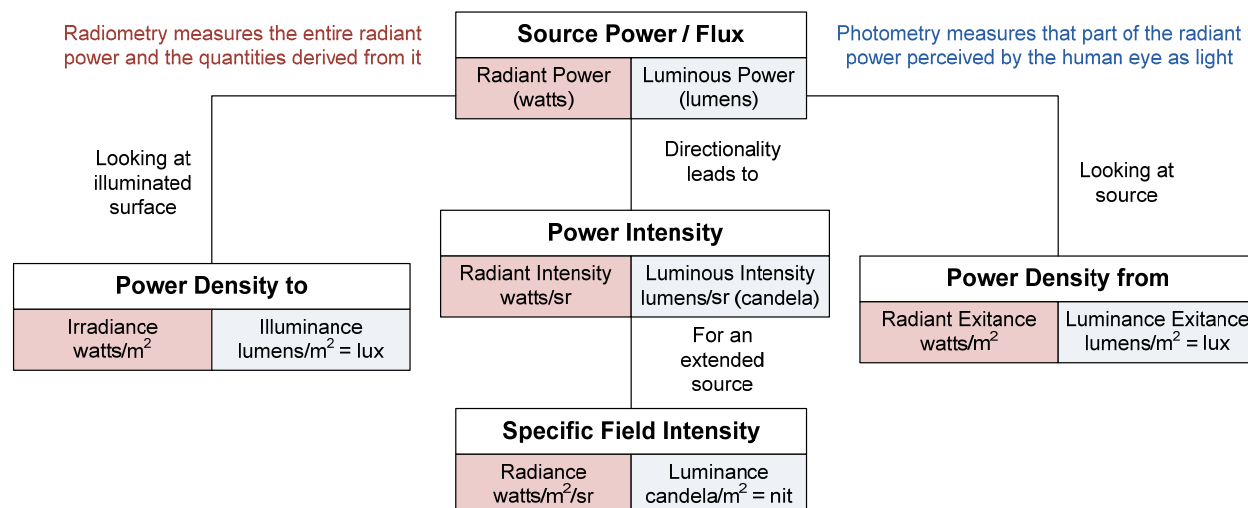 Radiometry measures the entire radiant
power and the quantities derived from it
Source Power / Flux
Radiant Power
(watts)
Luminous Power
(lumens)
Photometry measures that part of the radiant
power perceived by the human eye as light
Looking at
illuminated
surface
Directionality
leads to
Looking at
source
Power Density to
Irradiance
watts/m²
Illuminance
lumens/m² = lux
Power Intensity
Radiant Intensity
watts/sr
Luminous Intensity
lumens/sr (candela)
Power Density from
Radiant Exitance
watts/m²
Luminance Exitance
lumens/m² = lux
For an
extended
source
Specific Field Intensity
Radiance
watts/m²/sr
Luminance
candela/m² = nit